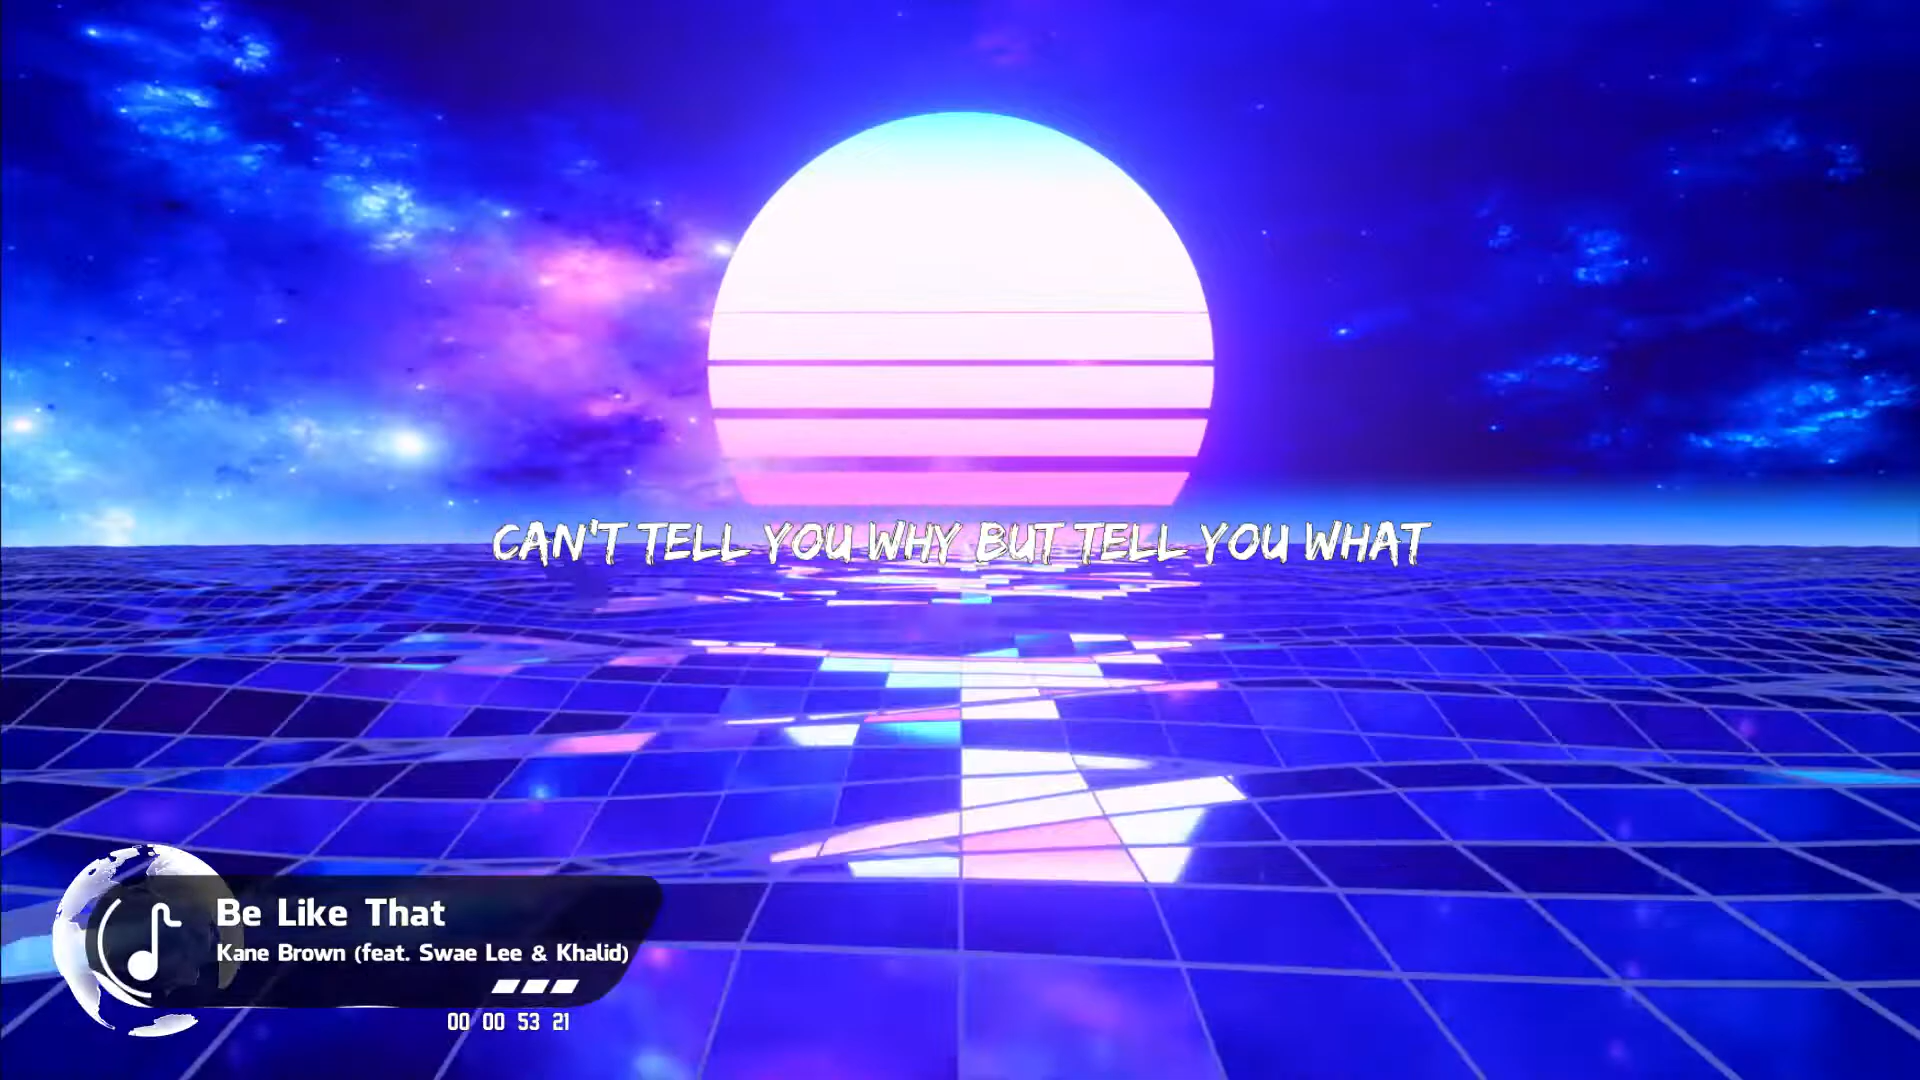 CAN'T TELL YOU WHY BUT TELL YOU WHAT
Be Like That
Kane Brown (feat. Swae Lee & Khalid)
00 00 53 21